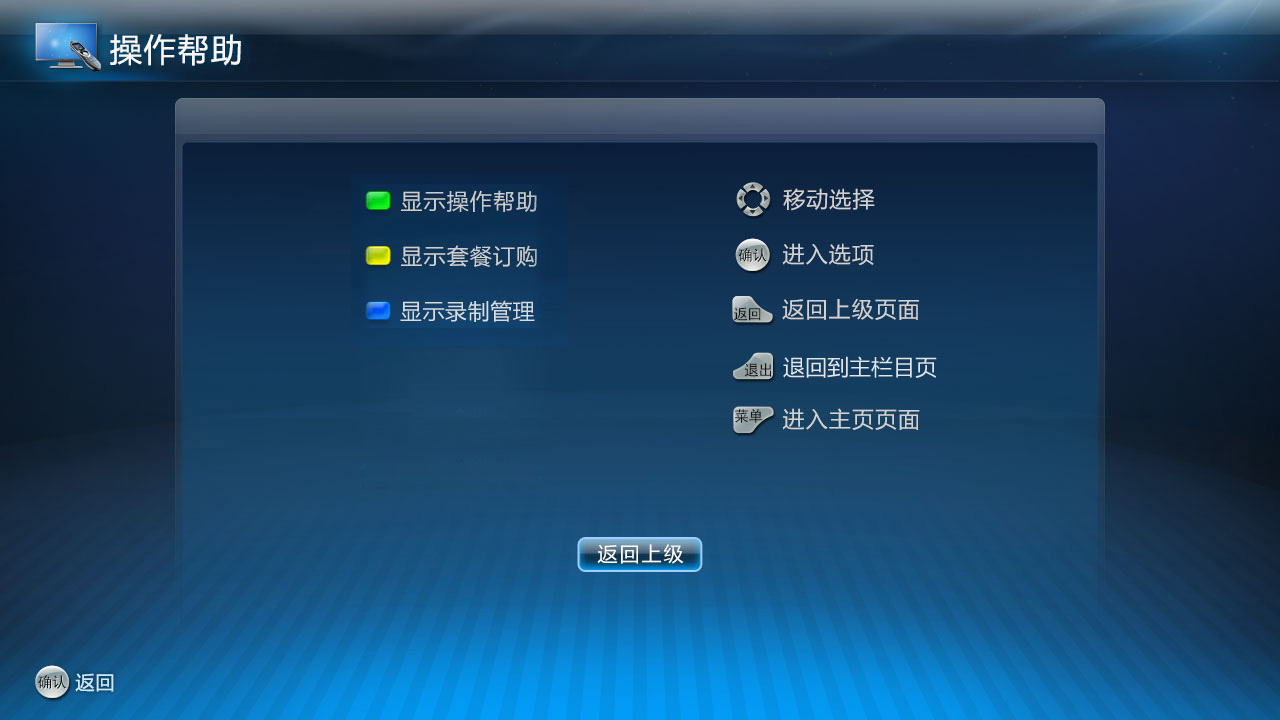 操作帮助
显示操作帮助
显示套餐订购
显示录制管理
移动选择
确认 进入选项
返回 返回上级页面
退出 退回到主栏目页
菜单 进入主页页面
返回上级
确认 返回